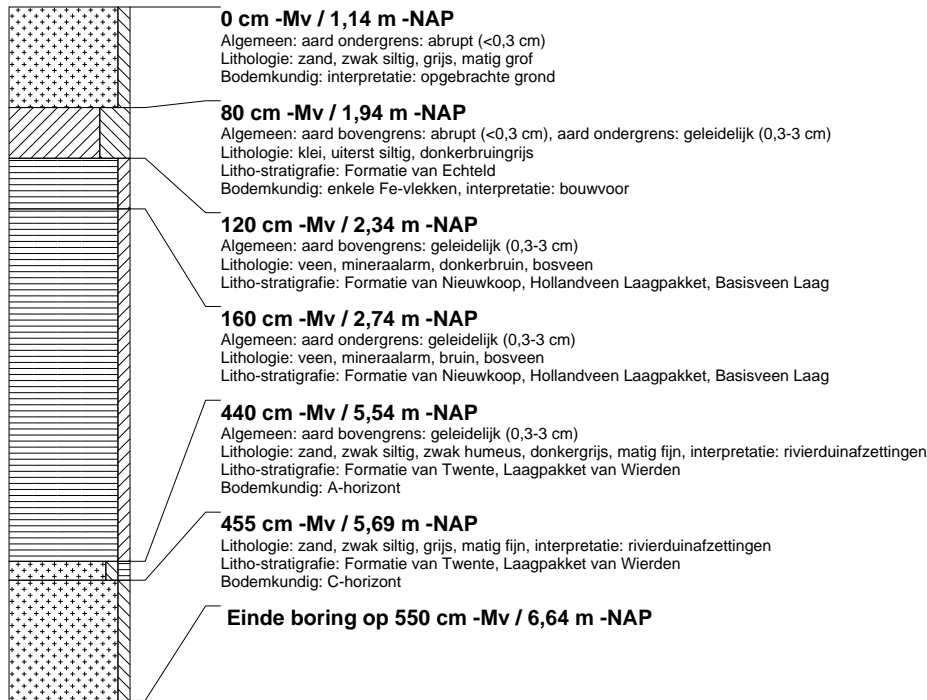 0 cm -Mv / 1,14 m -NAP
Algemeen: aard ondergrens: abrupt (<0,3 cm)
Lithologie: zand, zwak siltig, grijs, matig grof
Bodemkundig: interpretatie: opgebrachte grond
80 cm -Mv / 1,94 m -NAP
Algemeen: aard bovengrens: abrupt (<0,3 cm), aard ondergrens: geleidelijk (0,3-3 cm)
Lithologie: klei, uiterst siltig, donkerbruingrijs
Litho-stratigrafie: Formatie van Echteld
Bodemkundig: enkele Fe-vlekken, interpretatie: bouwvoor
120 cm -Mv / 2,34 m -NAP
Algemeen: aard bovengrens: geleidelijk (0,3-3 cm)
Lithologie: veen, mineraalarm, donkerbruin, bosveen
Litho-stratigrafie: Formatie van Nieuwkoop, Hollandveen Laagpakket, Basisveen Laag
160 cm -Mv / 2,74 m -NAP
Algemeen: aard ondergrens: geleidelijk (0,3-3 cm)
Lithologie: veen, mineraalarm, bruin, bosveen
Litho-stratigrafie: Formatie van Nieuwkoop, Hollandveen Laagpakket, Basisveen Laag
440 cm -Mv / 5,54 m -NAP
Algemeen: aard bovengrens: geleidelijk (0,3-3 cm)
Lithologie: zand, zwak siltig, zwak humeus, donkergrijs, matig fijn, interpretatie: rivierduinafzettingen
Litho-stratigrafie: Formatie van Twente, Laagpakket van Wierden
Bodemkundig: A-horizont
455 cm -Mv / 5,69 m -NAP
Lithologie: zand, zwak siltig, grijs, matig fijn, interpretatie: rivierduinafzettingen
Litho-stratigrafie: Formatie van Twente, Laagpakket van Wierden
Bodemkundig: C-horizont
Einde boring op 550 cm -Mv / 6,64 m -NAP